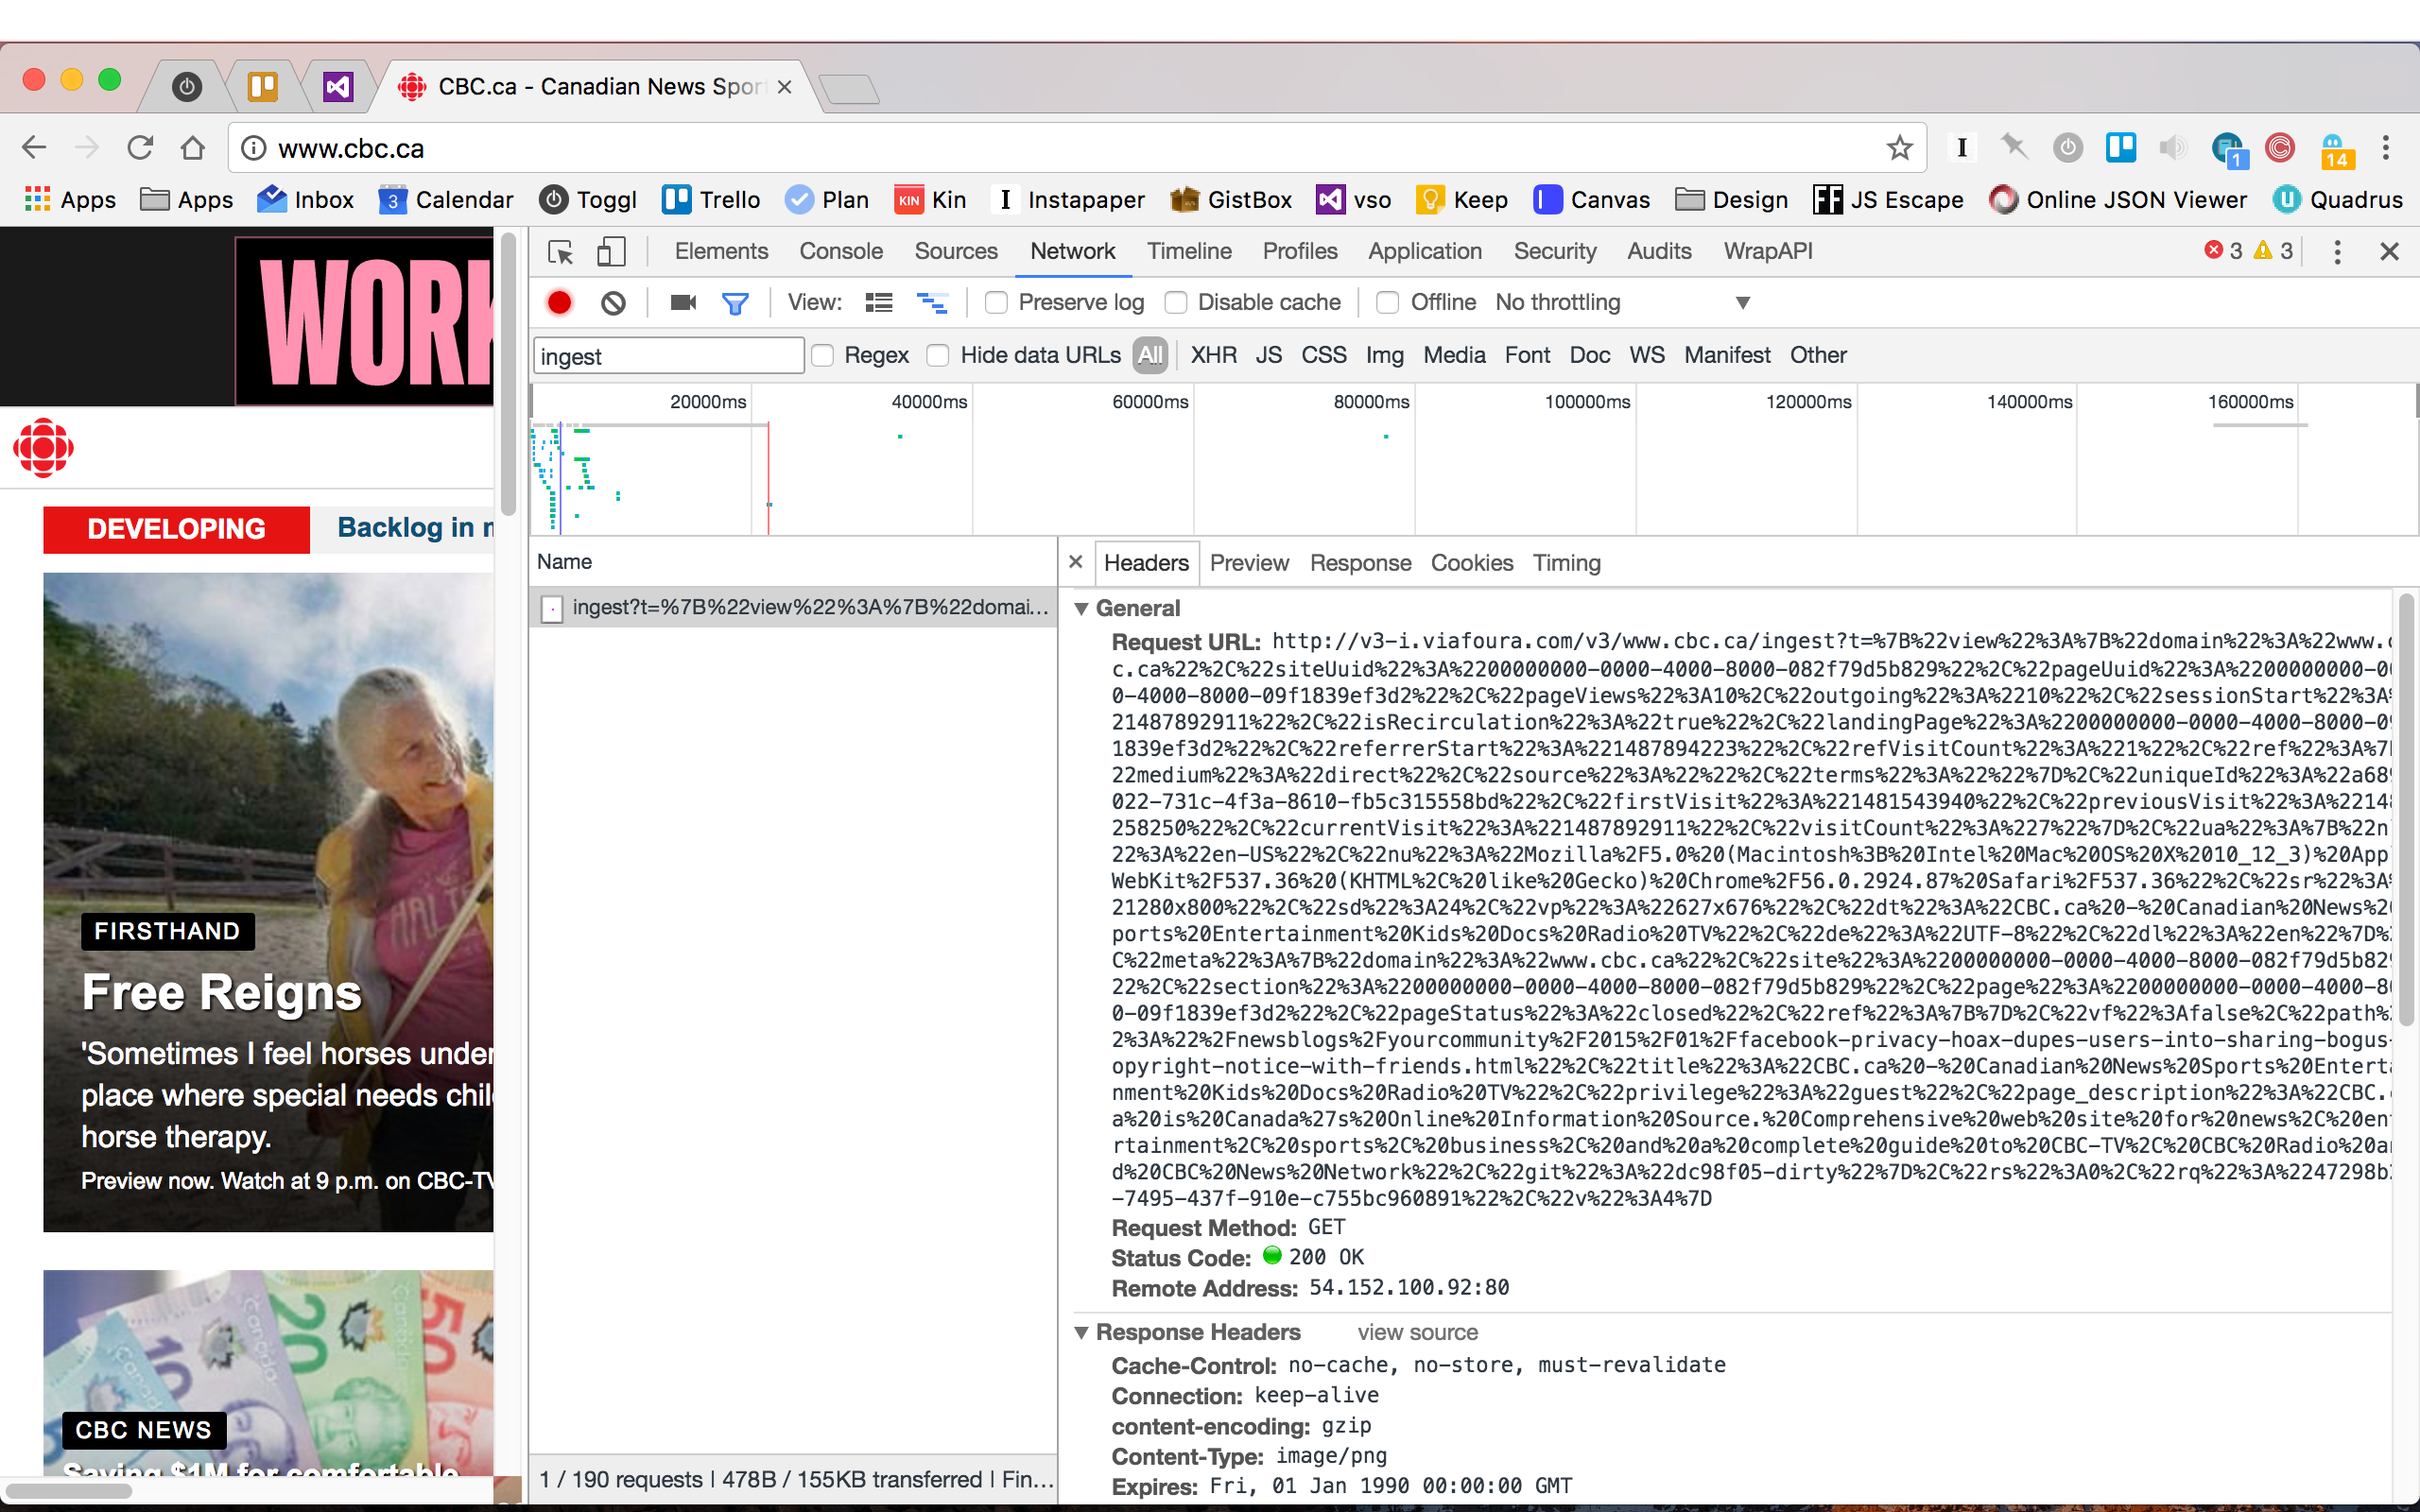 CBC.ca - Canadian News Spor
www.cbc.ca
1
14
Apps Apps Inbox 3 Calendar Toggl Trello Plan KIN Kin I Instapaper GistBox vso Keep Canvas Design JS Escape Online JSON Viewer Quadrus
WORK
DEVELOPING Backlog in
FIRSTHAND
Free Reigns
'Sometimes I feel horses under
place where special needs chil
horse therapy.
Preview now. Watch at 9 p.m. on CBC-TV
CBC NEWS
Saving $1M for comfortable
Elements Console Sources Network Timeline Profiles Application Security Audits WrapAPI 3 3
View: Preserve log Disable cache Offline No throttling
ingest Regex Hide data URLs All XHR JS CSS Img Media Font Doc WS Manifest Other
20000ms 40000ms 60000ms 80000ms 100000ms 120000ms 140000ms 160000ms
Name
ingest?t=%7B%22view%22%3A%7B%22domai…
1 / 190 requests | 478B / 155KB transferred | Fin…
Headers Preview Response Cookies Timing
General
Request URL: http://v3-i.viafoura.com/v3/www.cbc.ca/ingest?t=%7B%22view%22%3A%7B%22domain%22%3A%22www.c
c.ca%22%2C%22siteUuid%22%3A%2200000000-0000-4000-8000-082f79d5b829%22%2C%22pageUuid%22%3A%2200000000-00
0-4000-8000-09f1839ef3d2%22%2C%22pageViews%22%3A10%2C%22outgoing%22%3A%2210%22%2C%22sessionStart%22%3A%
21487892911%22%2C%22isRecirculation%22%3A%22true%22%2C%22landingPage%22%3A%2200000000-0000-4000-8000-09
1839ef3d2%22%2C%22referrerStart%22%3A%221487894223%22%2C%22refVisitCount%22%3A%221%22%2C%22ref%22%3A%7
22medium%22%3A%22direct%22%2C%22source%22%3A%22%22%2C%22terms%22%3A%22%22%7D%2C%22uniqueId%22%3A%22a689
022-731c-4f3a-8610-fb5c315558bd%22%2C%22firstVisit%22%3A%221481543940%22%2C%22previousVisit%22%3A%22148
258250%22%2C%22currentVisit%22%3A%221487892911%22%2C%22visitCount%22%3A%227%22%7D%2C%22ua%22%3A%7B%22n
22%3A%22en-US%22%2C%22nu%22%3A%22Mozilla%2F5.0%20(Macintosh%3B%20Intel%20Mac%20OS%20X%2010_12_3)%20App
WebKit%2F537.36%20(KHTML%2C%20like%20Gecko)%20Chrome%2F56.0.2924.87%20Safari%2F537.36%22%2C%22sr%22%3A%
21280x800%22%2C%22sd%22%3A24%2C%22vp%22%3A%22627x676%22%2C%22dt%22%3A%22CBC.ca%20-%20Canadian%20News%20
ports%20Entertainment%20Kids%20Docs%20Radio%20TV%22%2C%22de%22%3A%22UTF-8%22%2C%22dl%22%3A%22en%22%7D%2
C%22meta%22%3A%7B%22domain%22%3A%22www.cbc.ca%22%2C%22site%22%3A%2200000000-0000-4000-8000-082f79d5b829
22%2C%22section%22%3A%2200000000-0000-4000-8000-082f79d5b829%22%2C%22page%22%3A%2200000000-0000-4000-80
0-09f1839ef3d2%22%2C%22pageStatus%22%3A%22closed%22%2C%22ref%22%3A%7B%7D%2C%22vf%22%3Afalse%2C%22path%
2%3A%22%2Fnewsblogs%2Fyourcommunity%2F2015%2F01%2Ffacebook-privacy-hoax-dupes-users-into-sharing-bogus-
opyright-notice-with-friends.html%22%2C%22title%22%3A%22CBC.ca%20-%20Canadian%20News%20Sports%20Enterta
nment%20Kids%20Docs%20Radio%20TV%22%2C%22privilege%22%3A%22guest%22%2C%22page_description%22%3A%22CBC.c
a%20is%20Canada%27s%20Online%20Information%20Source.%20Comprehensive%20web%20site%20for%20news%2C%20ent
rtainment%2C%20sports%2C%20business%2C%20and%20a%20complete%20guide%20to%20CBC-TV%2C%20CBC%20Radio%20an
d%20CBC%20News%20Network%22%2C%22git%22%3A%22dc98f05-dirty%22%7D%2C%22rs%22%3A0%2C%22rq%22%3A%2247298b2
-7495-437f-910e-c755bc960891%22%2C%22v%22%3A4%7D
Request Method: GET
Status Code: 200 OK
Remote Address: 54.152.100.92:80
Response Headers view source
Cache-Control: no-cache, no-store, must-revalidate
Connection: keep-alive
content-encoding: gzip
Content-Type: image/png
Expires: Fri, 01 Jan 1990 00:00:00 GMT